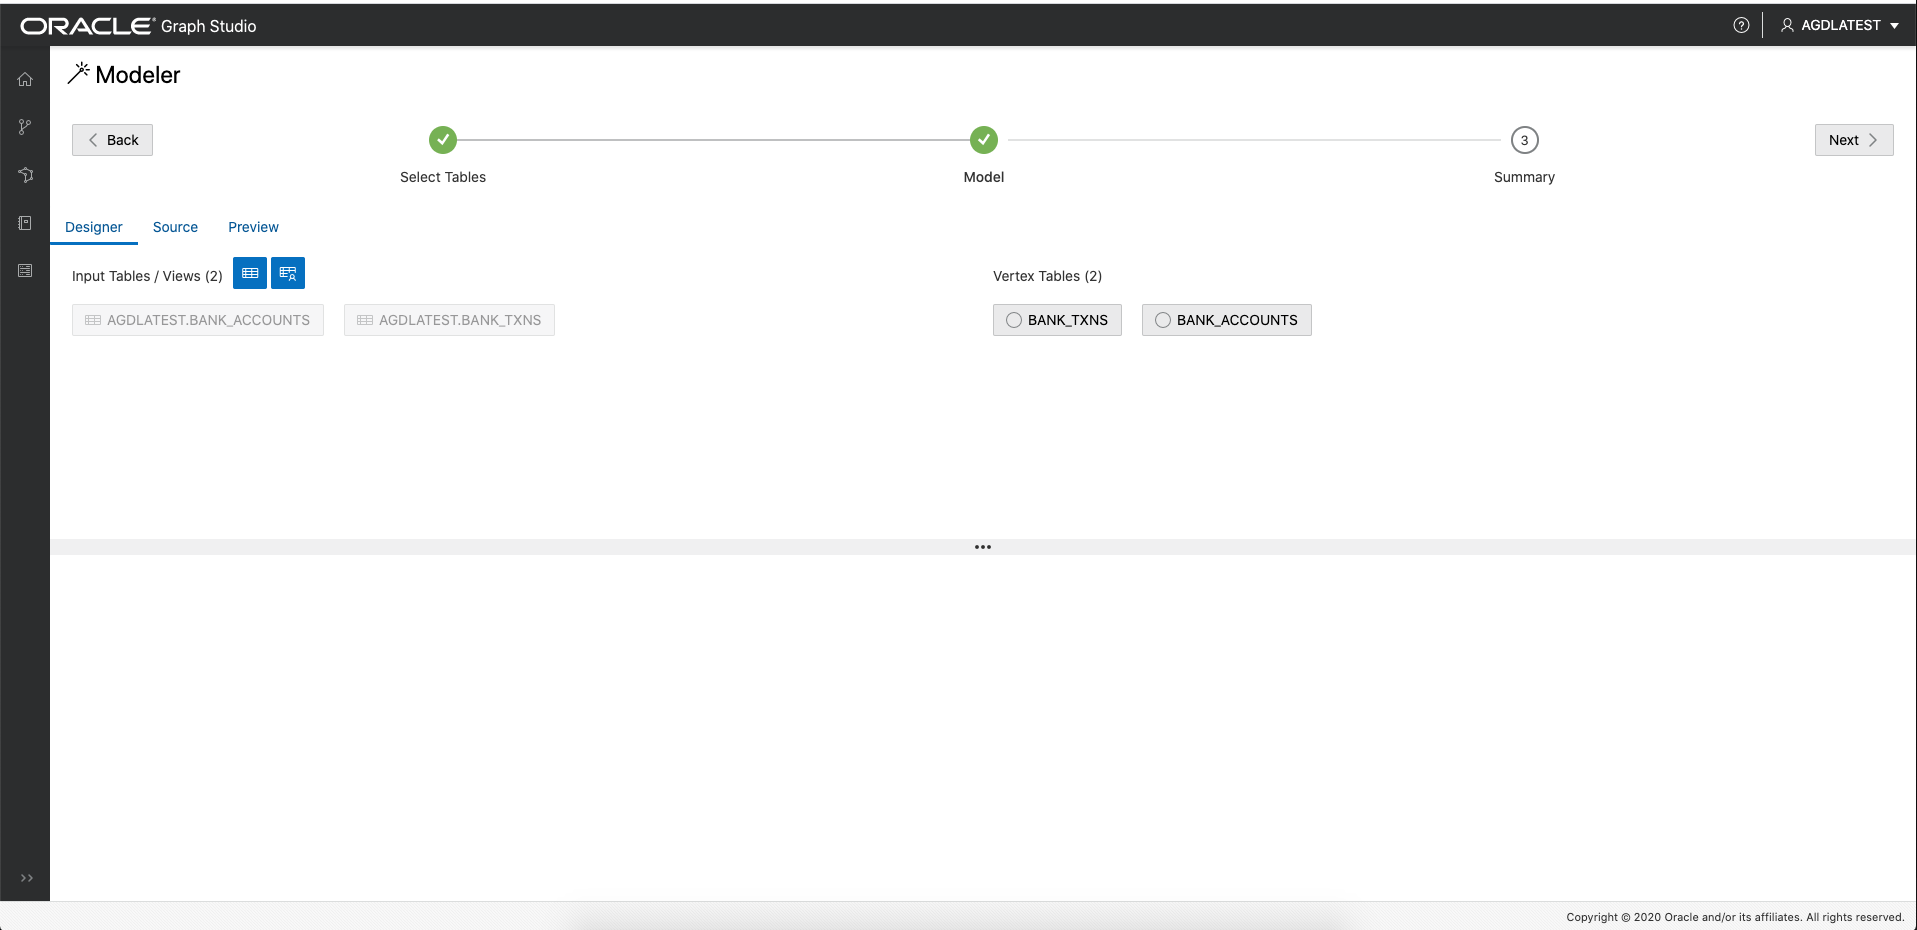 ORACLE® Graph Studio
AGDLATEST
Modeler
Back
3
Next
Select Tables
Model
Summary
Designer
Source
Preview
Input Tables / Views (2)
Vertex Tables (2)
AGDLATEST.BANK_ACCOUNTS
AGDLATEST.BANK_TXNS
BANK_TXNS
BANK_ACCOUNTS
Copyright © 2020 Oracle and/or its affiliates. All rights reserved.